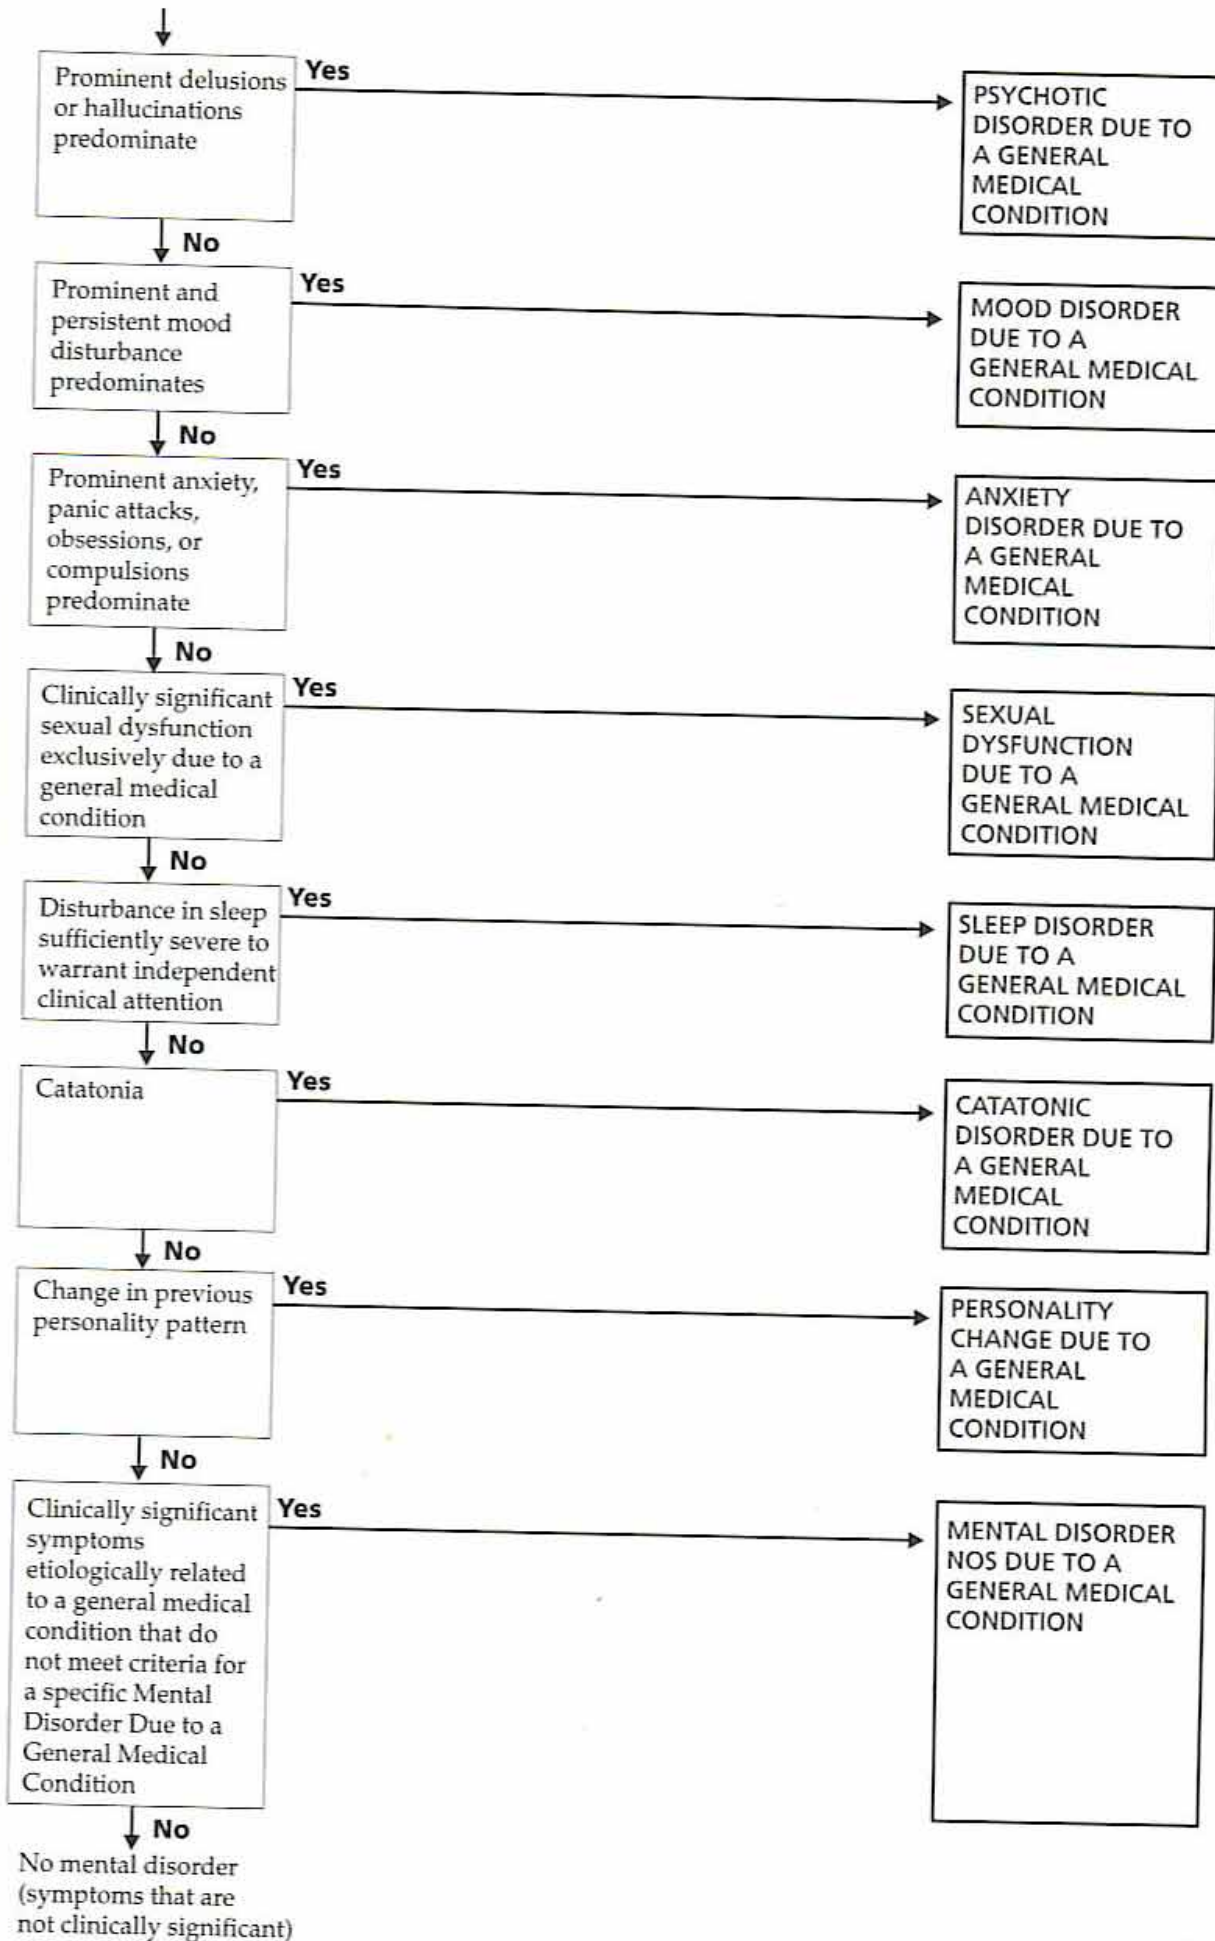 Prominent delusions
or hallucinations
predominate
Yes
PSYCHOTIC
DISORDER DUE TO
A GENERAL
MEDICAL
CONDITION
No
Prominent and
persistent mood
disturbance
predominates
Yes
MOOD DISORDER
DUE TO A
GENERAL MEDICAL
CONDITION
No
Prominent anxiety,
panic attacks,
obsessions, or
compulsions
predominate
Yes
ANXIETY
DISORDER DUE TO
A GENERAL
MEDICAL
CONDITION
No
Clinically significant
sexual dysfunction
exclusively due to a
general medical
condition
Yes
SEXUAL
DYSFUNCTION
DUE TO A
GENERAL MEDICAL
CONDITION
No
Disturbance in sleep
sufficiently severe to
warrant independent
clinical attention
Yes
SLEEP DISORDER
DUE TO A
GENERAL MEDICAL
CONDITION
No
Catatonia
Yes
CATATONIC
DISORDER DUE TO
A GENERAL
MEDICAL
CONDITION
No
Change in previous
personality pattern
Yes
PERSONALITY
CHANGE DUE TO
A GENERAL
MEDICAL
CONDITION
No
Clinically significant
symptoms
etiologically related
to a general medical
condition that do
not meet criteria for
a specific Mental
Disorder Due to a
General Medical
Condition
Yes
MENTAL DISORDER
NOS DUE TO A
GENERAL MEDICAL
CONDITION
No
No mental disorder
(symptoms that are
not clinically significant)